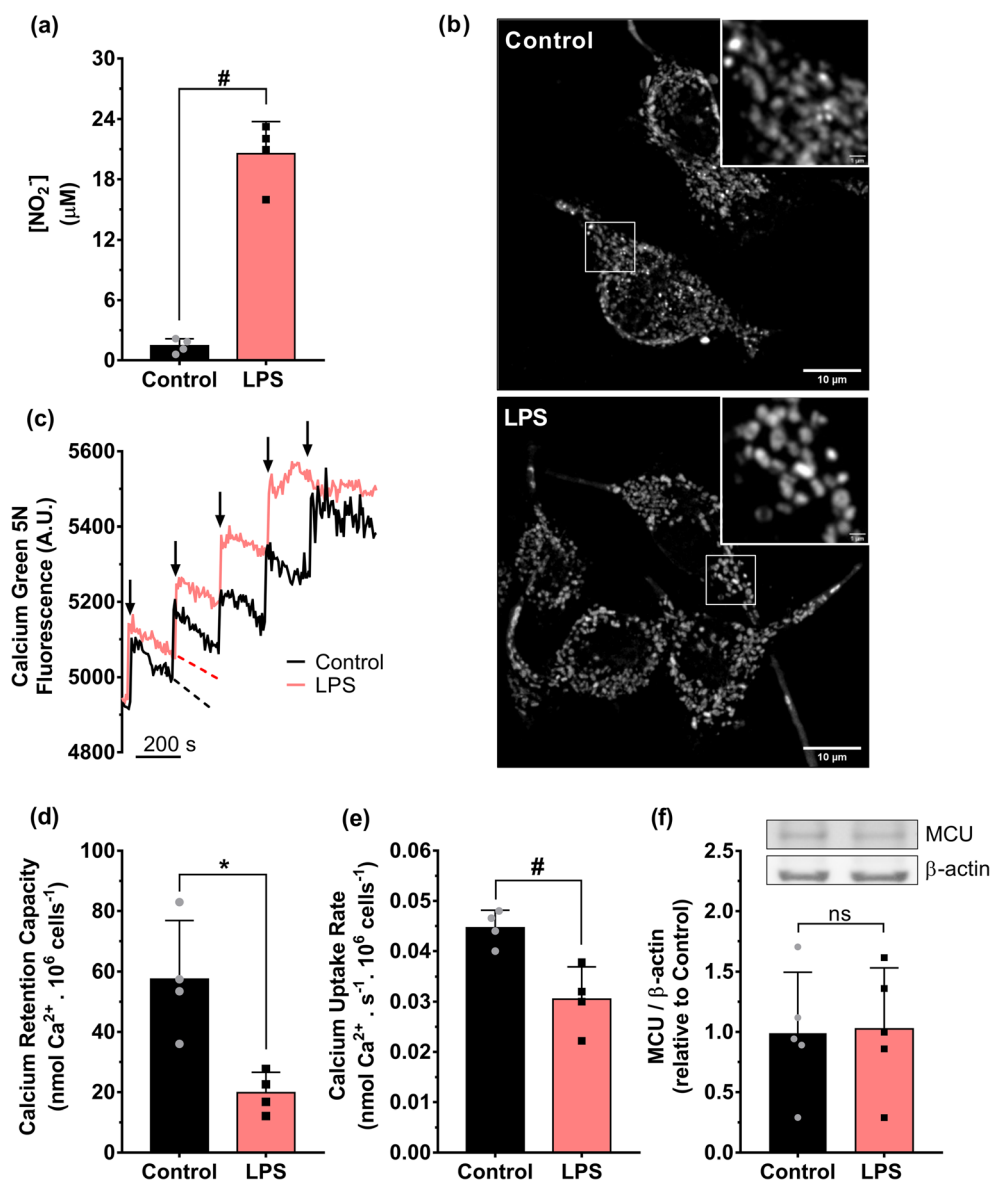 (a)
30
24
18
12
6
0
[NO₂⁻]
(µM)
#
Control
LPS
(b)
Control
1 µm
10 µm
LPS
1 µm
10 µm
(c)
5600
5400
5200
5000
4800
Calcium Green 5N
Fluorescence (A.U.)
Control
LPS
200 s
(d)
100
80
60
40
20
0
Calcium Retention Capacity
(nmol Ca²⁺ . 10⁶ cells⁻¹)
*
Control
LPS
(e)
0.06
0.05
0.04
0.03
0.02
0.01
0.00
Calcium Uptake Rate
(nmol Ca²⁺ . s⁻¹ . 10⁶ cells⁻¹)
#
Control
LPS
(f)
MCU
β-actin
2.5
2.0
1.5
1.0
0.5
0.0
MCU / β-actin
(relative to Control)
ns
Control
LPS